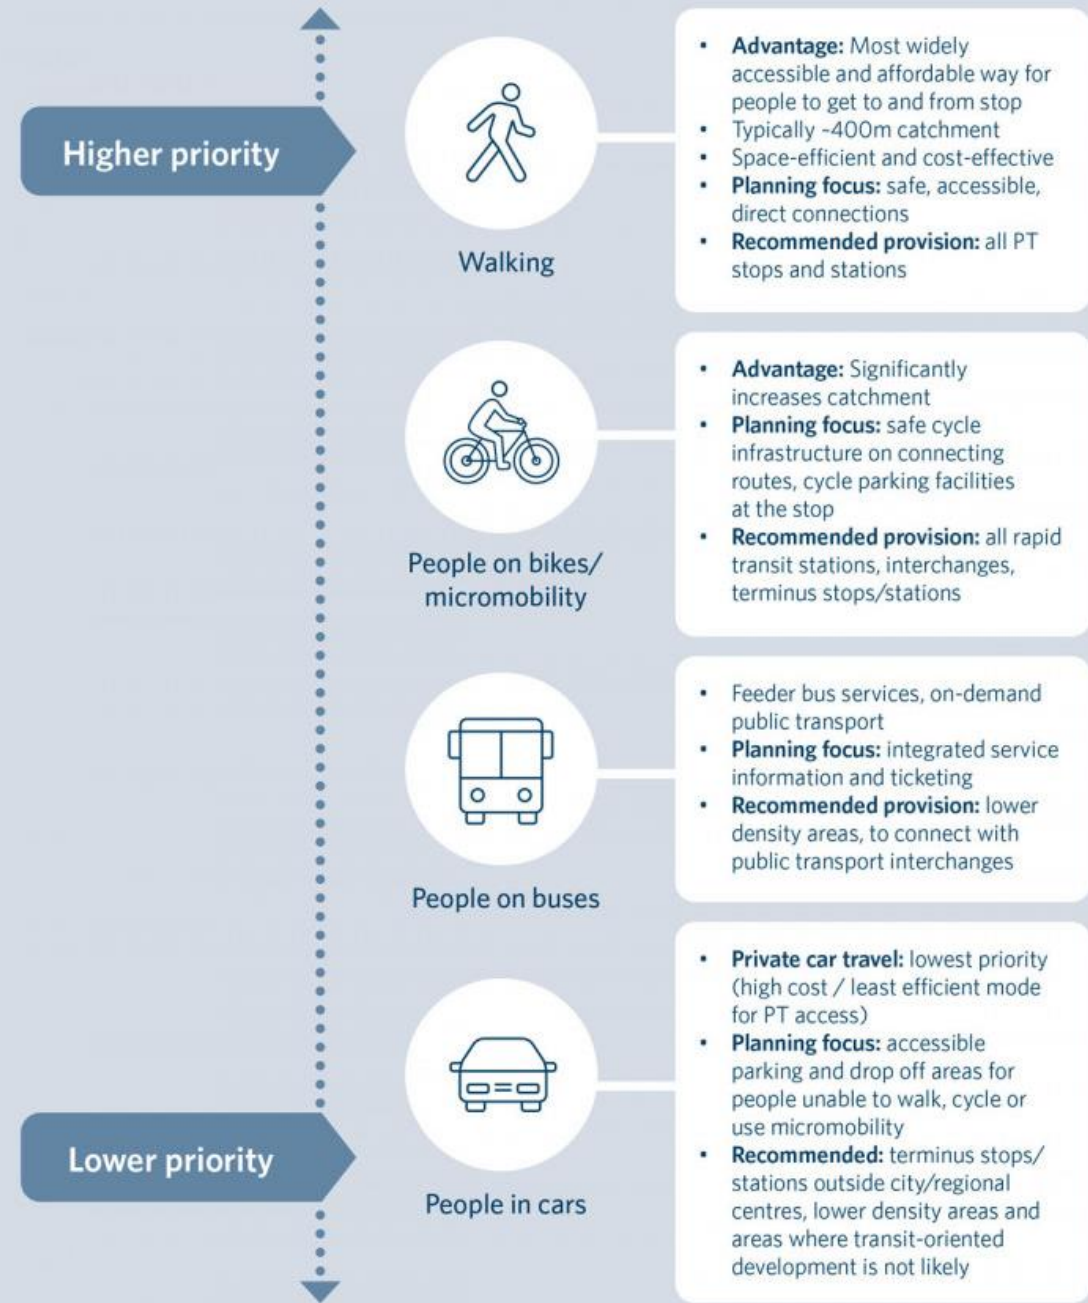 Higher priority
Walking
• Advantage: Most widely
accessible and affordable way for
people to get to and from stop
• Typically ~400m catchment
• Space-efficient and cost-effective
• Planning focus: safe, accessible,
direct connections
• Recommended provision: all PT
stops and stations
People on bikes/
micromobility
• Advantage: Significantly
increases catchment
• Planning focus: safe cycle
infrastructure on connecting
routes, cycle parking facilities
at the stop
• Recommended provision: all rapid
transit stations, interchanges,
terminus stops/stations
People on buses
• Feeder bus services, on-demand
public transport
• Planning focus: integrated service
information and ticketing
• Recommended provision: lower
density areas, to connect with
public transport interchanges
Lower priority
People in cars
• Private car travel: lowest priority
(high cost / least efficient mode
for PT access)
• Planning focus: accessible
parking and drop off areas for
people unable to walk, cycle or
use micromobility
• Recommended: terminus stops/
stations outside city/regional
centres, lower density areas and
areas where transit-oriented
development is not likely